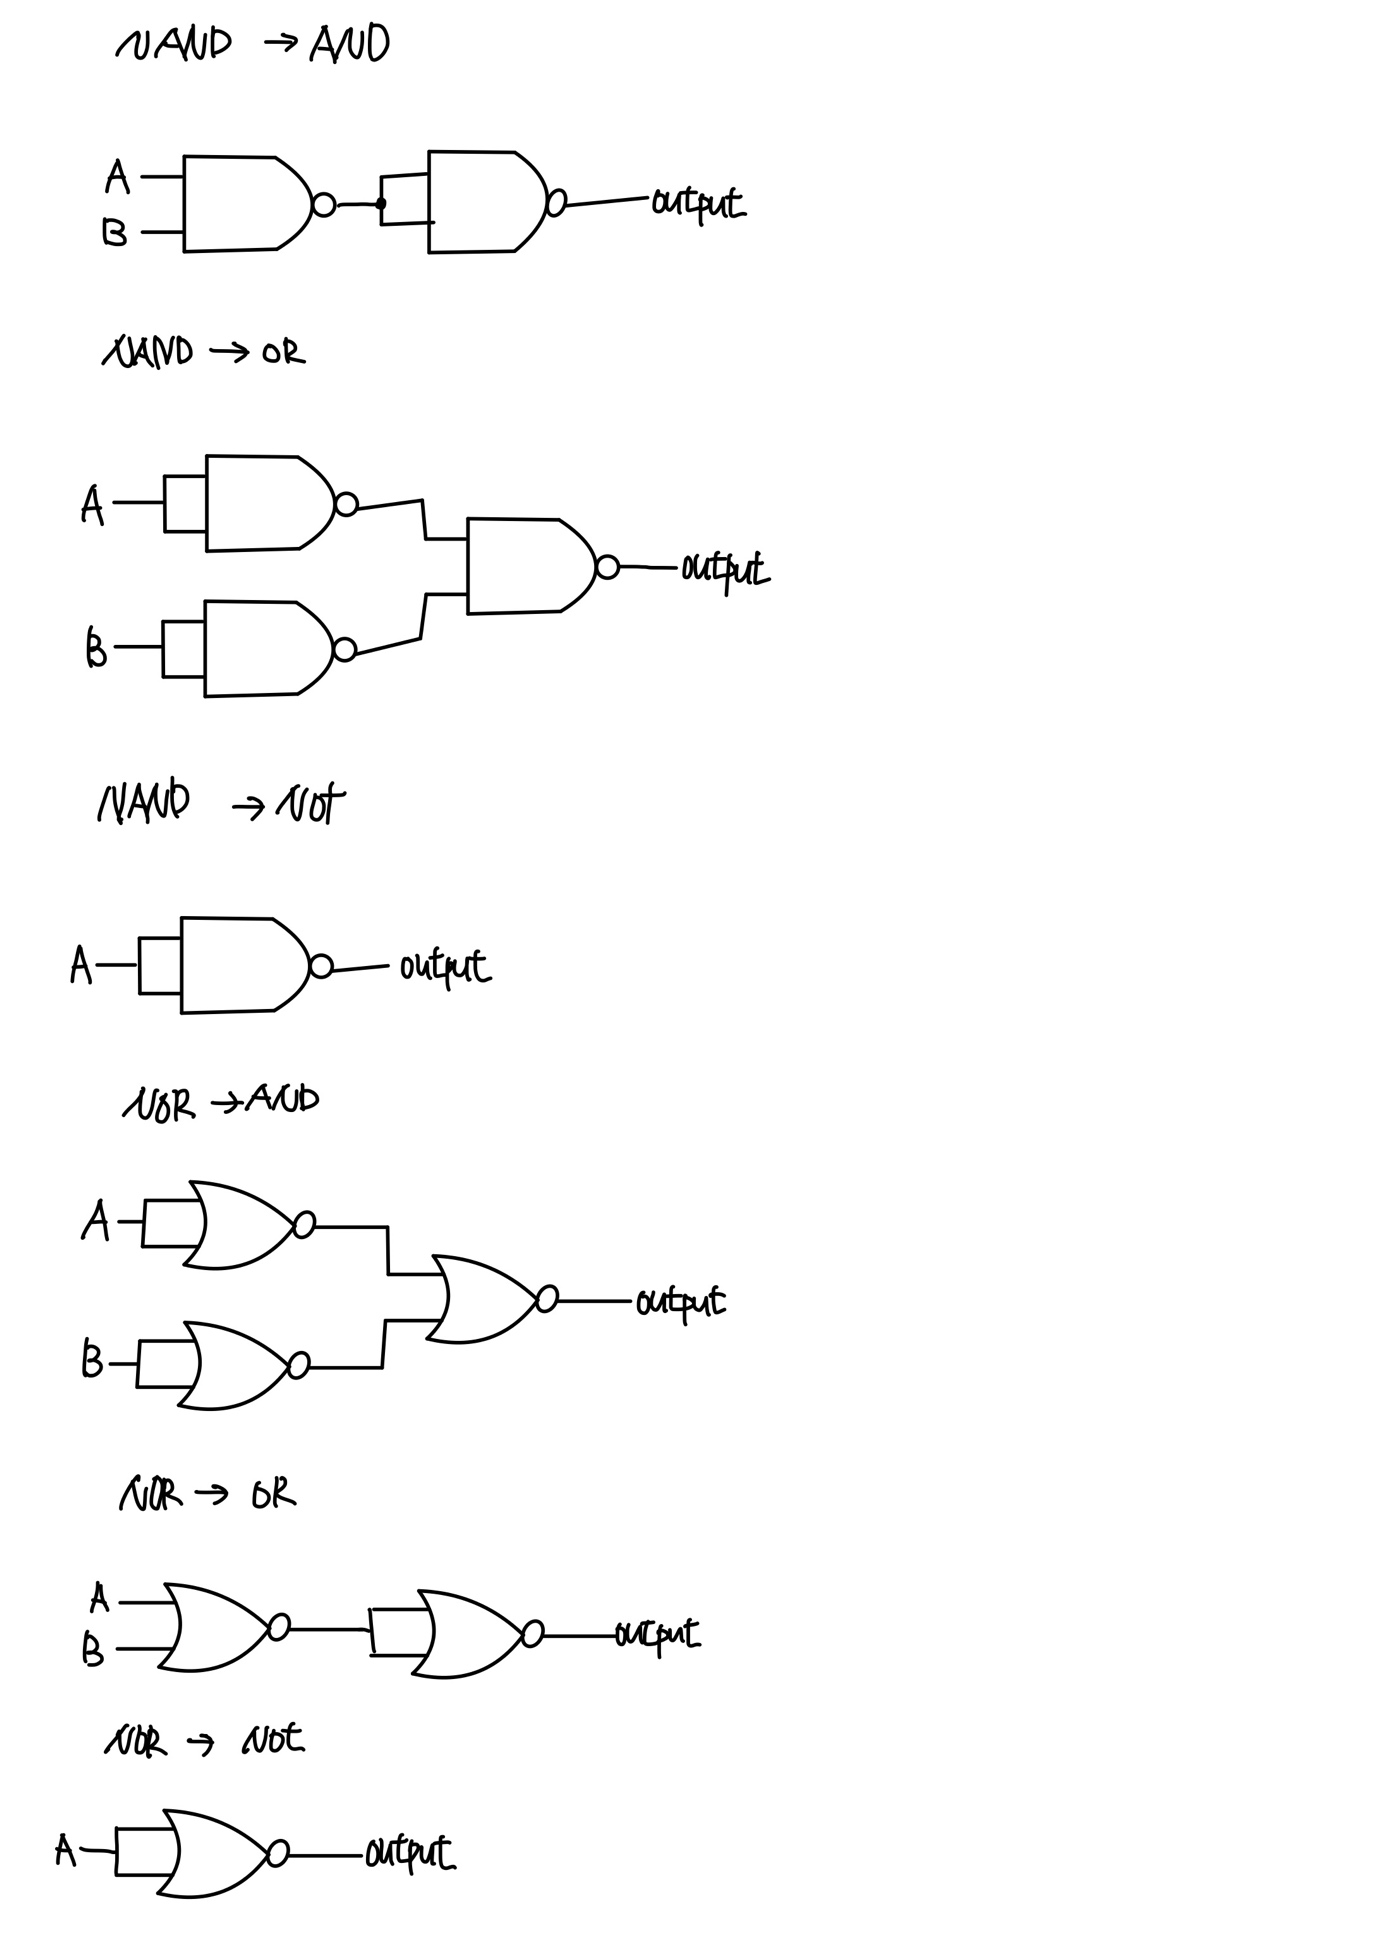 NAND → AND
A
B
output
NAND → OR
A
B
output
NAND → NOT
A
output
NOR → AND
A
B
output
NOR → OR
A
B
output
NOR → NOT
A
output